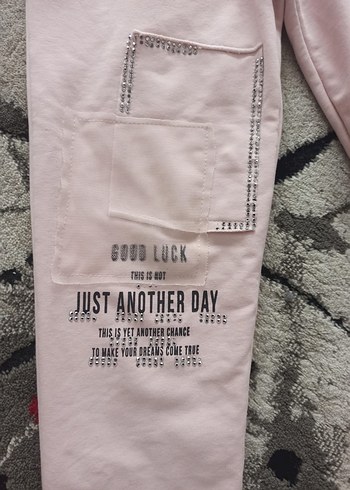 GOOD LUCK
THIS IS NOT
JUST ANOTHER DAY
THIS IS YET ANOTHER CHANCE
TO MAKE YOUR DREAMS COME TRUE